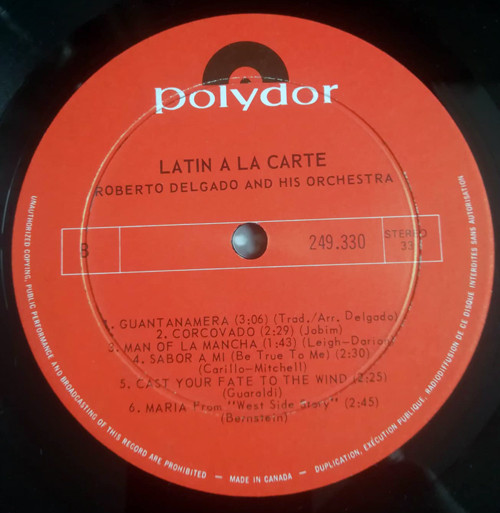 polydor
LATIN A LA CARTE
ROBERTO DELGADO AND HIS ORCHESTRA
B
249.330
STEREO
33
1. GUANTANAMERA (3:06) (Trad./Arr. Delgado)
2. CORCOVADO (2:29) (Jobim)
3. MAN OF LA MANCHA (1:43) (Leigh-Darion)
4. SABOR A MI (Be True To Me) (2:30)
(Carillo-Mitchell)
5. CAST YOUR FATE TO THE WIND (2:25)
(Guaraldi)
6. MARIA From "West Side Story" (2:45)
(Bernstein)
UNAUTHORIZED COPYING, PUBLIC PERFORMANCE AND BROADCASTING OF THIS RECORD ARE PROHIBITED – MADE IN CANADA – DUPLICATION, EXÉCUTION PUBLIQUE, RADIODIFFUSION DE CE DISQUE INTERDITES SANS AUTORISATION